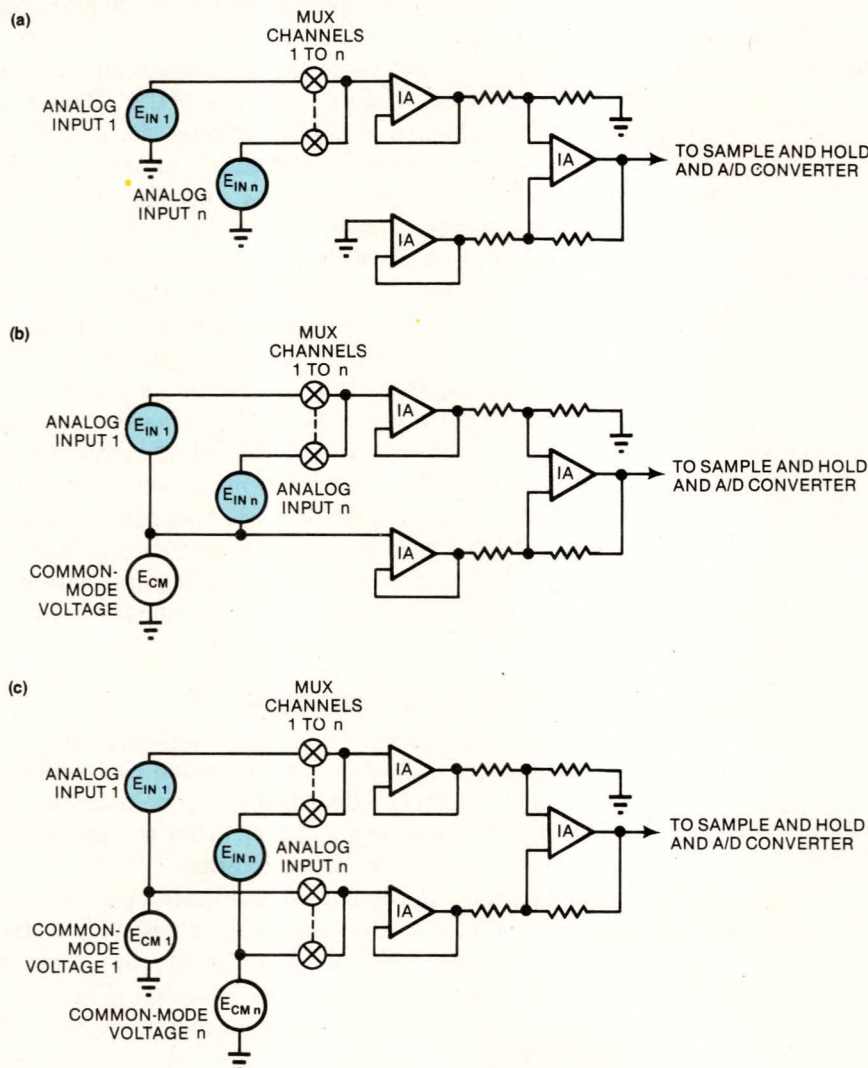 (a)
MUX
CHANNELS
1 TO n
ANALOG
INPUT 1
E IN 1
IA
IA
TO SAMPLE AND HOLD
AND A/D CONVERTER
E IN n
ANALOG
INPUT n
IA
(b)
MUX
CHANNELS
1 TO n
ANALOG
INPUT 1
E IN 1
IA
IA
TO SAMPLE AND HOLD
AND A/D CONVERTER
E IN n
ANALOG
INPUT n
IA
COMMON-
MODE
VOLTAGE
E CM
(c)
MUX
CHANNELS
1 TO n
ANALOG
INPUT 1
E IN 1
IA
IA
TO SAMPLE AND HOLD
AND A/D CONVERTER
E IN n
ANALOG
INPUT n
IA
COMMON-
MODE
VOLTAGE 1
E CM 1
COMMON-MODE
VOLTAGE n
E CM n